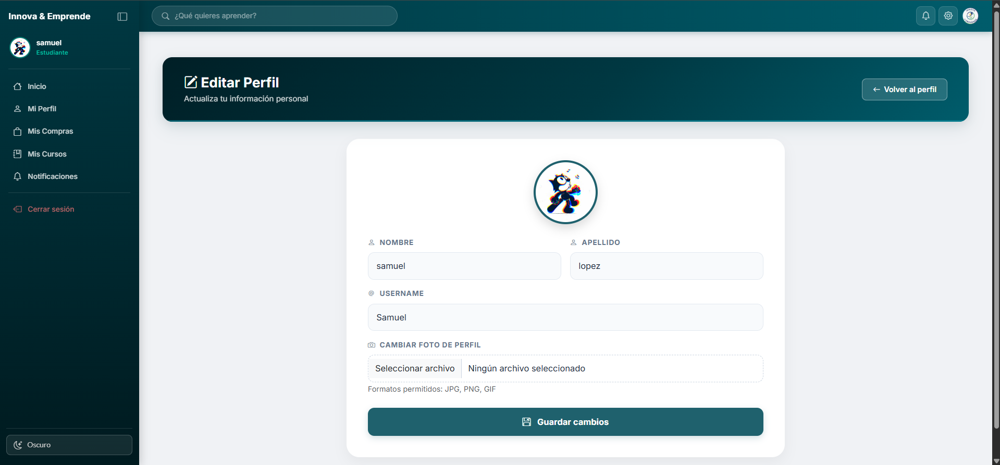 Innova & Emprende
¿Qué quieres aprender?
samuel
Estudiante
Inicio
Mi Perfil
Mis Compras
Mis Cursos
Notificaciones
Cerrar sesión
Oscuro
Editar Perfil
Actualiza tu información personal
← Volver al perfil
NOMBRE
APELLIDO
samuel
lopez
@ USERNAME
Samuel
CAMBIAR FOTO DE PERFIL
Seleccionar archivo Ningún archivo seleccionado
Formatos permitidos: JPG, PNG, GIF
Guardar cambios